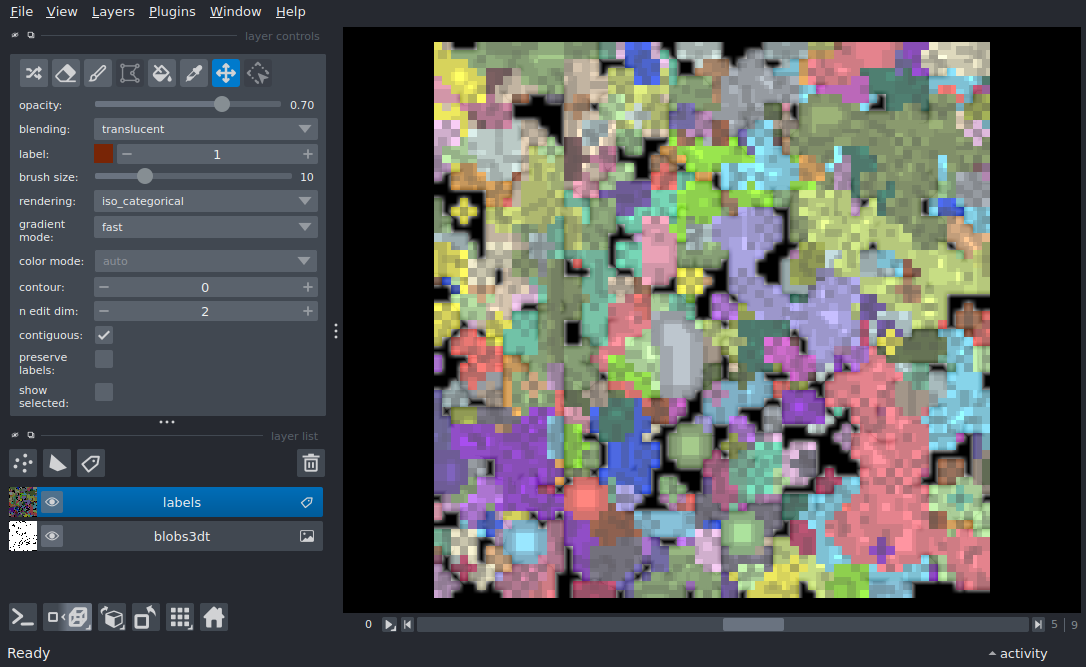 File View Layers Plugins Window Help
layer controls
opacity: 0.70
blending: translucent
label: 1
brush size: 10
rendering: iso_categorical
gradient
mode: fast
color mode: auto
contour: 0
n edit dim: 2
contiguous:
preserve
labels:
show
selected:
layer list
labels
blobs3dt
0 5 | 9
Ready activity